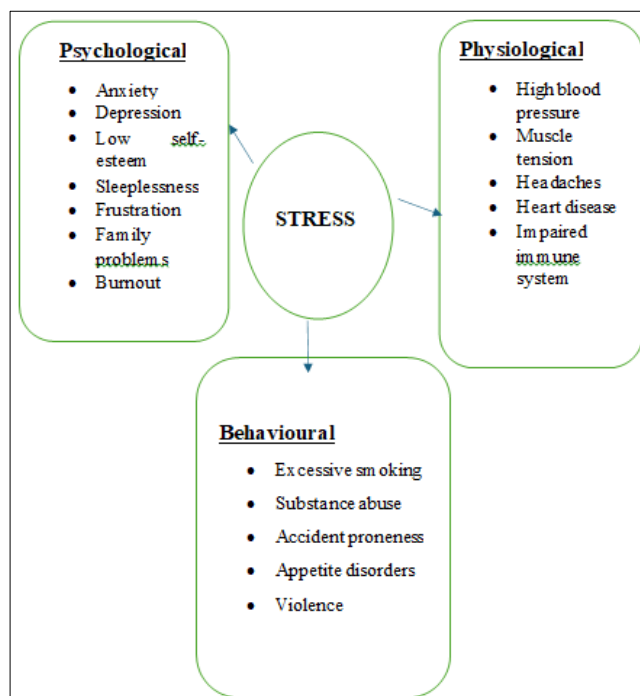 Psychological
• Anxiety
• Depression
• Low self-
esteem
• Sleeplessness
• Frustration
• Family
problems
• Burnout
STRESS
Physiological
• High blood
pressure
• Muscle
tension
• Headaches
• Heart disease
• Impaired
immune
system
Behavioural
• Excessive smoking
• Substance abuse
• Accident proneness
• Appetite disorders
• Violence